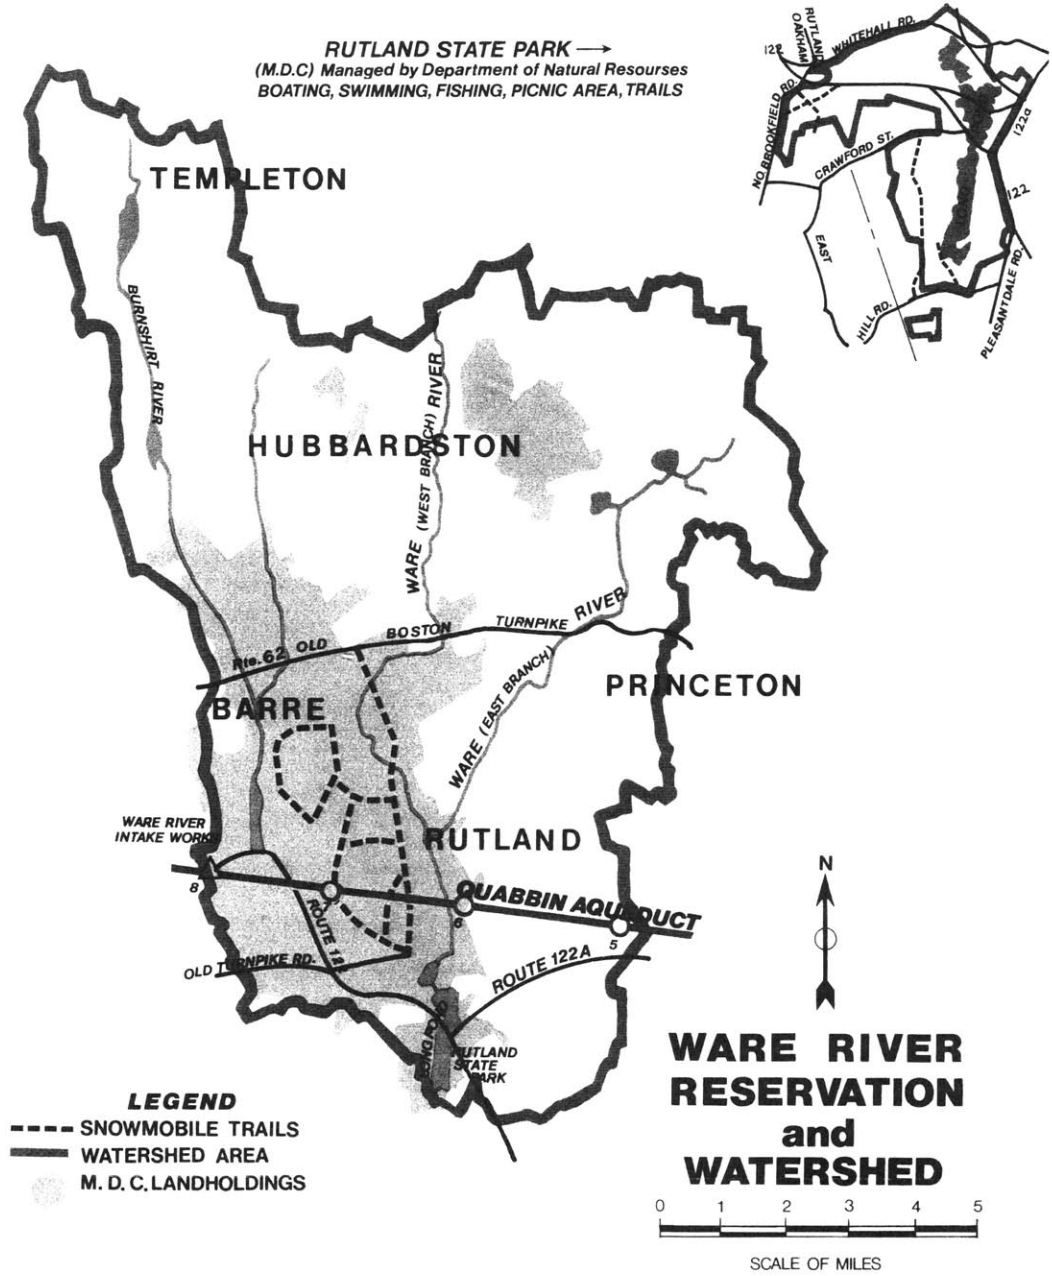 RUTLAND STATE PARK →
(M.D.C) Managed by Department of Natural Resourses
BOATING, SWIMMING, FISHING, PICNIC AREA, TRAILS
122
RUTLAND
OAKHAM
WHITEHALL RD.
NO. BROOKFIELD RD.
CRAWFORD ST.
122a
122
EAST
HILL RD.
PLEASANTDALE RD.
TEMPLETON
BURNSHIRT RIVER
HUBBARDSTON
WARE (WEST BRANCH) RIVER
Rte. 62 OLD BOSTON TURNPIKE
RIVER
WARE (EAST BRANCH)
PRINCETON
BARRE
WARE RIVER
INTAKE WORKS
RUTLAND
8
QUABBIN AQUEDUCT
6
5
ROUTE 122
OLD TURNPIKE RD.
ROUTE 122A
LONG POND
RUTLAND
STATE
PARK
N
WARE RIVER
RESERVATION
and
WATERSHED
LEGEND
SNOWMOBILE TRAILS
WATERSHED AREA
M. D. C. LANDHOLDINGS
0 1 2 3 4 5
SCALE OF MILES